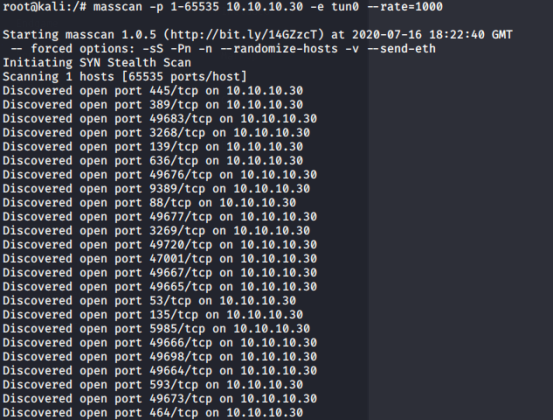 root@kali:/# masscan -p 1-65535 10.10.10.30 -e tun0 --rate=1000
Starting masscan 1.0.5 (http://bit.ly/14GZzcT) at 2020-07-16 18:22:40 GMT
-- forced options: -sS -Pn -n --randomize-hosts -v --send-eth
Initiating SYN Stealth Scan
Scanning 1 hosts [65535 ports/host]
Discovered open port 445/tcp on 10.10.10.30
Discovered open port 389/tcp on 10.10.10.30
Discovered open port 49683/tcp on 10.10.10.30
Discovered open port 3268/tcp on 10.10.10.30
Discovered open port 139/tcp on 10.10.10.30
Discovered open port 636/tcp on 10.10.10.30
Discovered open port 49676/tcp on 10.10.10.30
Discovered open port 9389/tcp on 10.10.10.30
Discovered open port 88/tcp on 10.10.10.30
Discovered open port 49677/tcp on 10.10.10.30
Discovered open port 3269/tcp on 10.10.10.30
Discovered open port 49720/tcp on 10.10.10.30
Discovered open port 47001/tcp on 10.10.10.30
Discovered open port 49667/tcp on 10.10.10.30
Discovered open port 49665/tcp on 10.10.10.30
Discovered open port 53/tcp on 10.10.10.30
Discovered open port 135/tcp on 10.10.10.30
Discovered open port 5985/tcp on 10.10.10.30
Discovered open port 49666/tcp on 10.10.10.30
Discovered open port 49698/tcp on 10.10.10.30
Discovered open port 49664/tcp on 10.10.10.30
Discovered open port 593/tcp on 10.10.10.30
Discovered open port 49673/tcp on 10.10.10.30
Discovered open port 464/tcp on 10.10.10.30